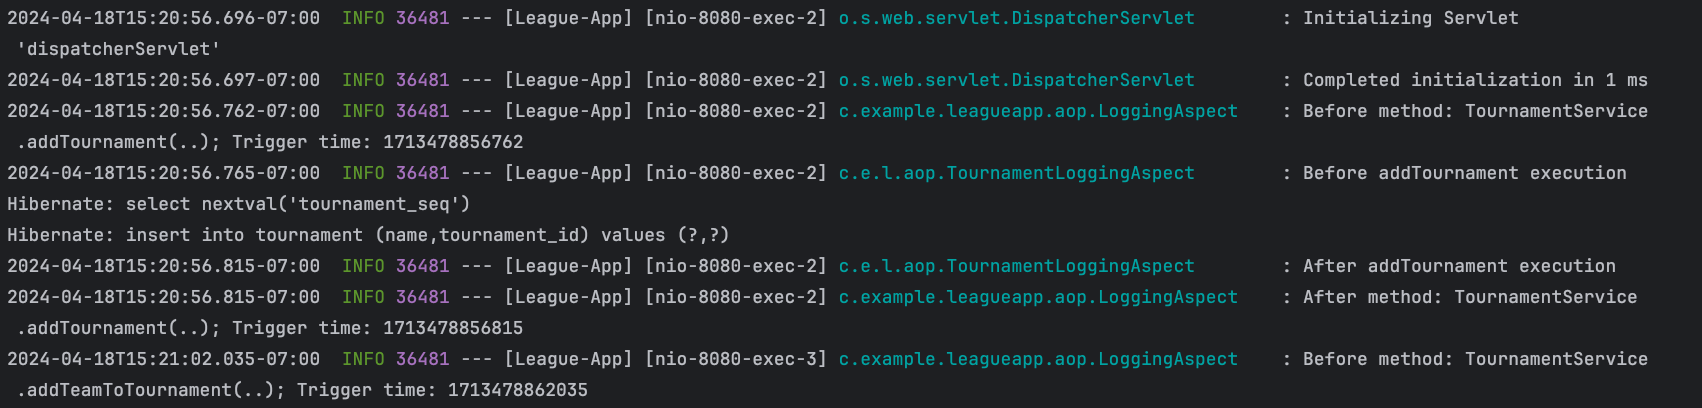 2024-04-18T15:20:56.696-07:00  INFO 36481 --- [League-App] [nio-8080-exec-2] o.s.web.servlet.DispatcherServlet        : Initializing Servlet
 'dispatcherServlet'
2024-04-18T15:20:56.697-07:00  INFO 36481 --- [League-App] [nio-8080-exec-2] o.s.web.servlet.DispatcherServlet        : Completed initialization in 1 ms
2024-04-18T15:20:56.762-07:00  INFO 36481 --- [League-App] [nio-8080-exec-2] c.example.leagueapp.aop.LoggingAspect    : Before method: TournamentService
 .addTournament(..); Trigger time: 1713478856762
2024-04-18T15:20:56.765-07:00  INFO 36481 --- [League-App] [nio-8080-exec-2] c.e.l.aop.TournamentLoggingAspect        : Before addTournament execution
Hibernate: select nextval('tournament_seq')
Hibernate: insert into tournament (name,tournament_id) values (?,?)
2024-04-18T15:20:56.815-07:00  INFO 36481 --- [League-App] [nio-8080-exec-2] c.e.l.aop.TournamentLoggingAspect        : After addTournament execution
2024-04-18T15:20:56.815-07:00  INFO 36481 --- [League-App] [nio-8080-exec-2] c.example.leagueapp.aop.LoggingAspect    : After method: TournamentService
 .addTournament(..); Trigger time: 1713478856815
2024-04-18T15:21:02.035-07:00  INFO 36481 --- [League-App] [nio-8080-exec-3] c.example.leagueapp.aop.LoggingAspect    : Before method: TournamentService
 .addTeamToTournament(..); Trigger time: 1713478862035